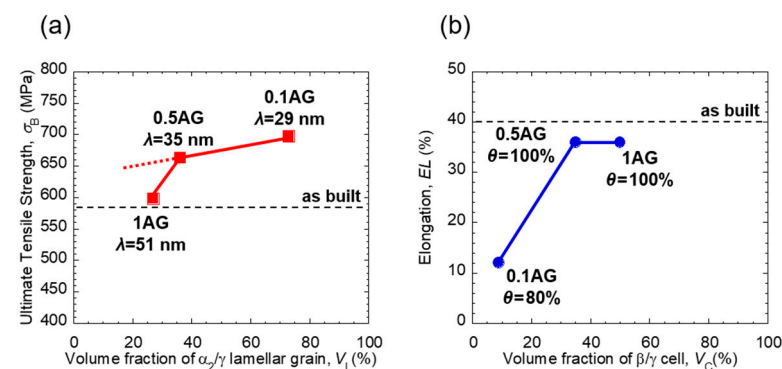 (a)
Ultimate Tensile Strength, σB (MPa)
800
750
700
650
600
550
500
450
400
0.1AG
λ=29 nm
0.5AG
λ=35 nm
as built
1AG
λ=51 nm
0 20 40 60 80 100
Volume fraction of α2/γ lamellar grain, VL(%)
(b)
Elongation, EL (%)
50
40
30
20
10
0
as built
0.5AG
θ=100%
1AG
θ=100%
0.1AG
θ=80%
0 20 40 60 80 100
Volume fraction of β/γ cell, VC(%)